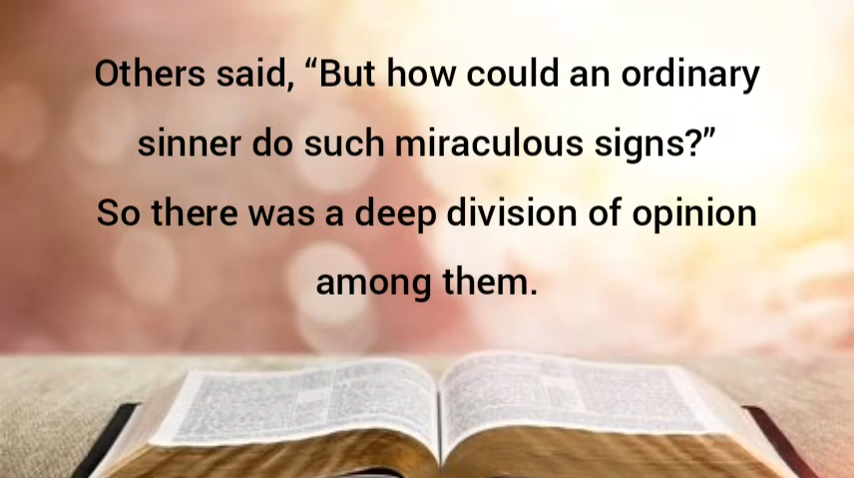 Others said, “But how could an ordinary
sinner do such miraculous signs?”
So there was a deep division of opinion
among them.